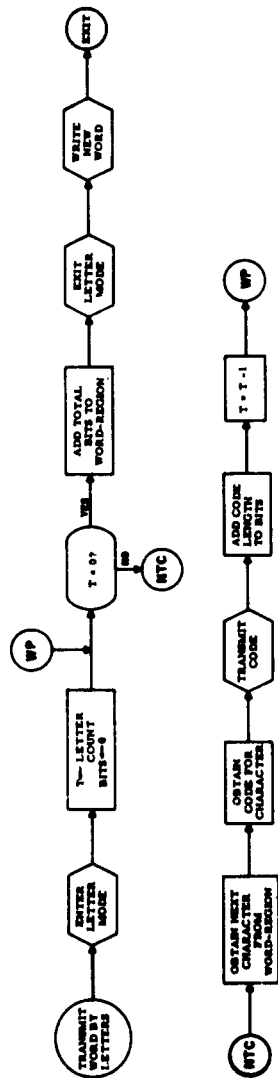 TRANSMIT
WORD BY
LETTERS
ENTER
LETTER
MODE
T← LETTER
COUNT
BITS←0
WP
T = 0?
YES
NO
NTC
ADD TOTAL
BITS TO
WORD-REGION
EXIT
LETTER
MODE
WRITE
NEW
WORD
EXIT
NTC
OBTAIN NEXT
CHARACTER
FROM
WORD-REGION
OBTAIN
CODE FOR
CHARACTER
TRANSMIT
CODE
ADD CODE
LENGTH
TO BITS
T = T -1
WP